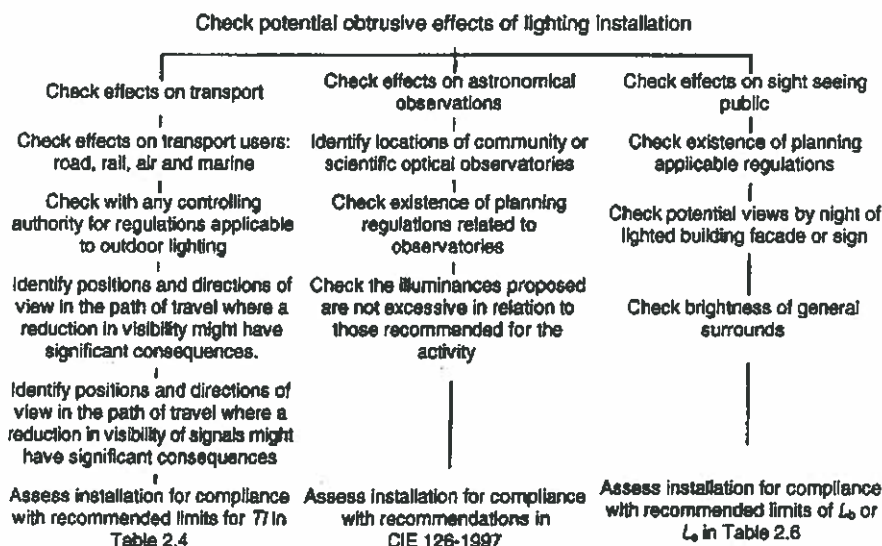 Check potential obtrusive effects of lighting installation
Check effects on transport
Check effects on transport users:
road, rail, air and marine
Check with any controlling
authority for regulations applicable
to outdoor lighting
Identify positions and directions of
view in the path of travel where a
reduction in visibility might have
significant consequences.
Identify positions and directions of
view in the path of travel where a
reduction in visibility of signals might
have significant consequences
Assess installation for compliance
with recommended limits for TI in
Table 2.4
Check effects on astronomical
observations
Identify locations of community or
scientific optical observatories
Check existence of planning
regulations related to
observatories
Check the illuminances proposed
are not excessive in relation to
those recommended for the
activity
Assess installation for compliance
with recommendations in
CIE 126-1997
Check effects on sight seeing
public
Check existence of planning
applicable regulations
Check potential views by night of
lighted building facade or sign
Check brightness of general
surrounds
Assess installation for compliance
with recommended limits of or
in Table 2.6